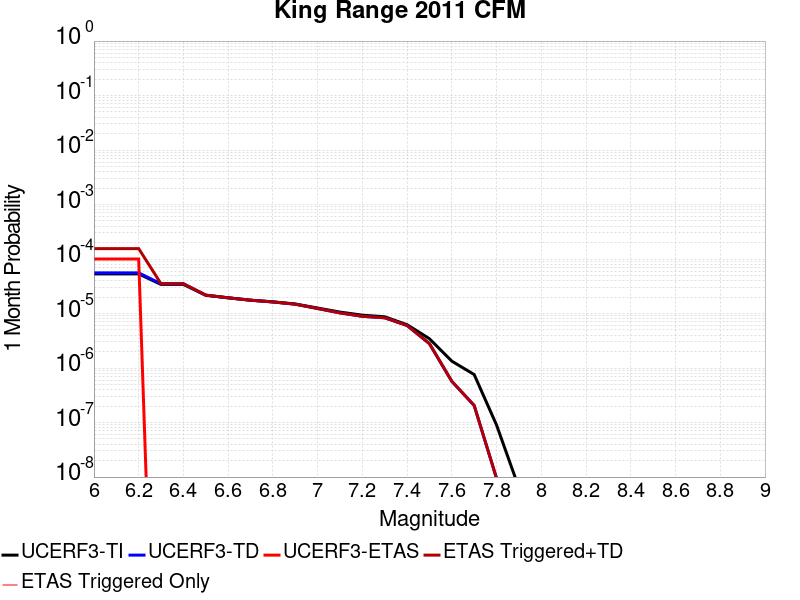 King Range 2011 CFM
10^0
10^-1
10^-2
10^-3
10^-4
10^-5
10^-6
10^-7
10^-8
1 Month Probability
6 6.2 6.4 6.6 6.8 7 7.2 7.4 7.6 7.8 8 8.2 8.4 8.6 8.8 9
Magnitude
UCERF3-TI UCERF3-TD UCERF3-ETAS ETAS Triggered+TD
ETAS Triggered Only